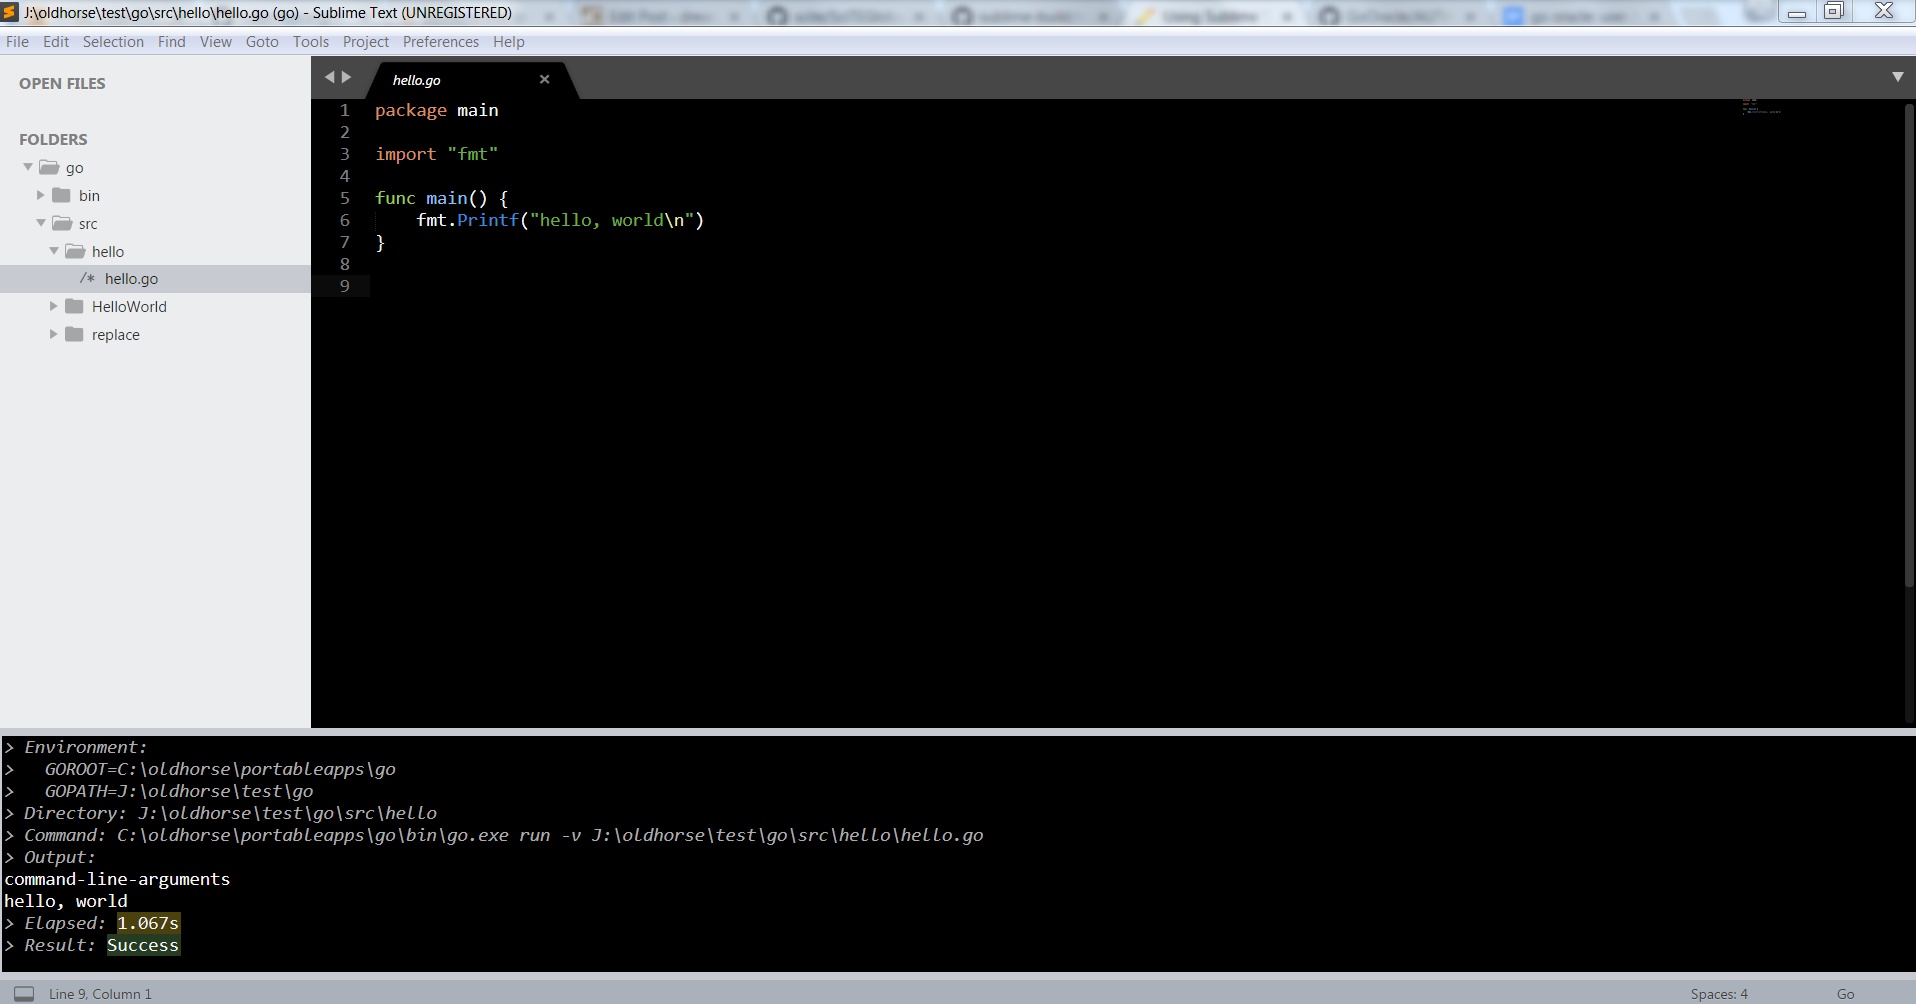 J:\oldhorse\test\go\src\hello\hello.go (go) - Sublime Text (UNREGISTERED)
File Edit Selection Find View Goto Tools Project Preferences Help
OPEN FILES
FOLDERS
go
bin
src
hello
/* hello.go
HelloWorld
replace
hello.go
1 package main
2
3 import "fmt"
4
5 func main() {
6     fmt.Printf("hello, world\n")
7 }
8
9
> Environment:
>   GOROOT=C:\oldhorse\portableapps\go
>   GOPATH=J:\oldhorse\test\go
> Directory: J:\oldhorse\test\go\src\hello
> Command: C:\oldhorse\portableapps\go\bin\go.exe run -v J:\oldhorse\test\go\src\hello\hello.go
> Output:
command-line-arguments
hello, world
> Elapsed: 1.067s
> Result: Success
Line 9, Column 1 Spaces: 4 Go